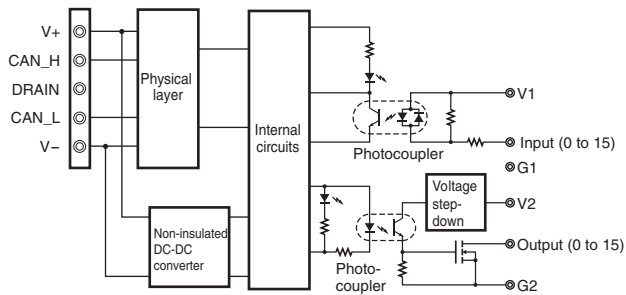 V+
CAN_H
DRAIN
CAN_L
V−
Physical
layer
Internal
circuits
Non-insulated
DC-DC
converter
Photocoupler
Photo-
coupler
Voltage
step-
down
V1
Input (0 to 15)
G1
V2
Output (0 to 15)
G2